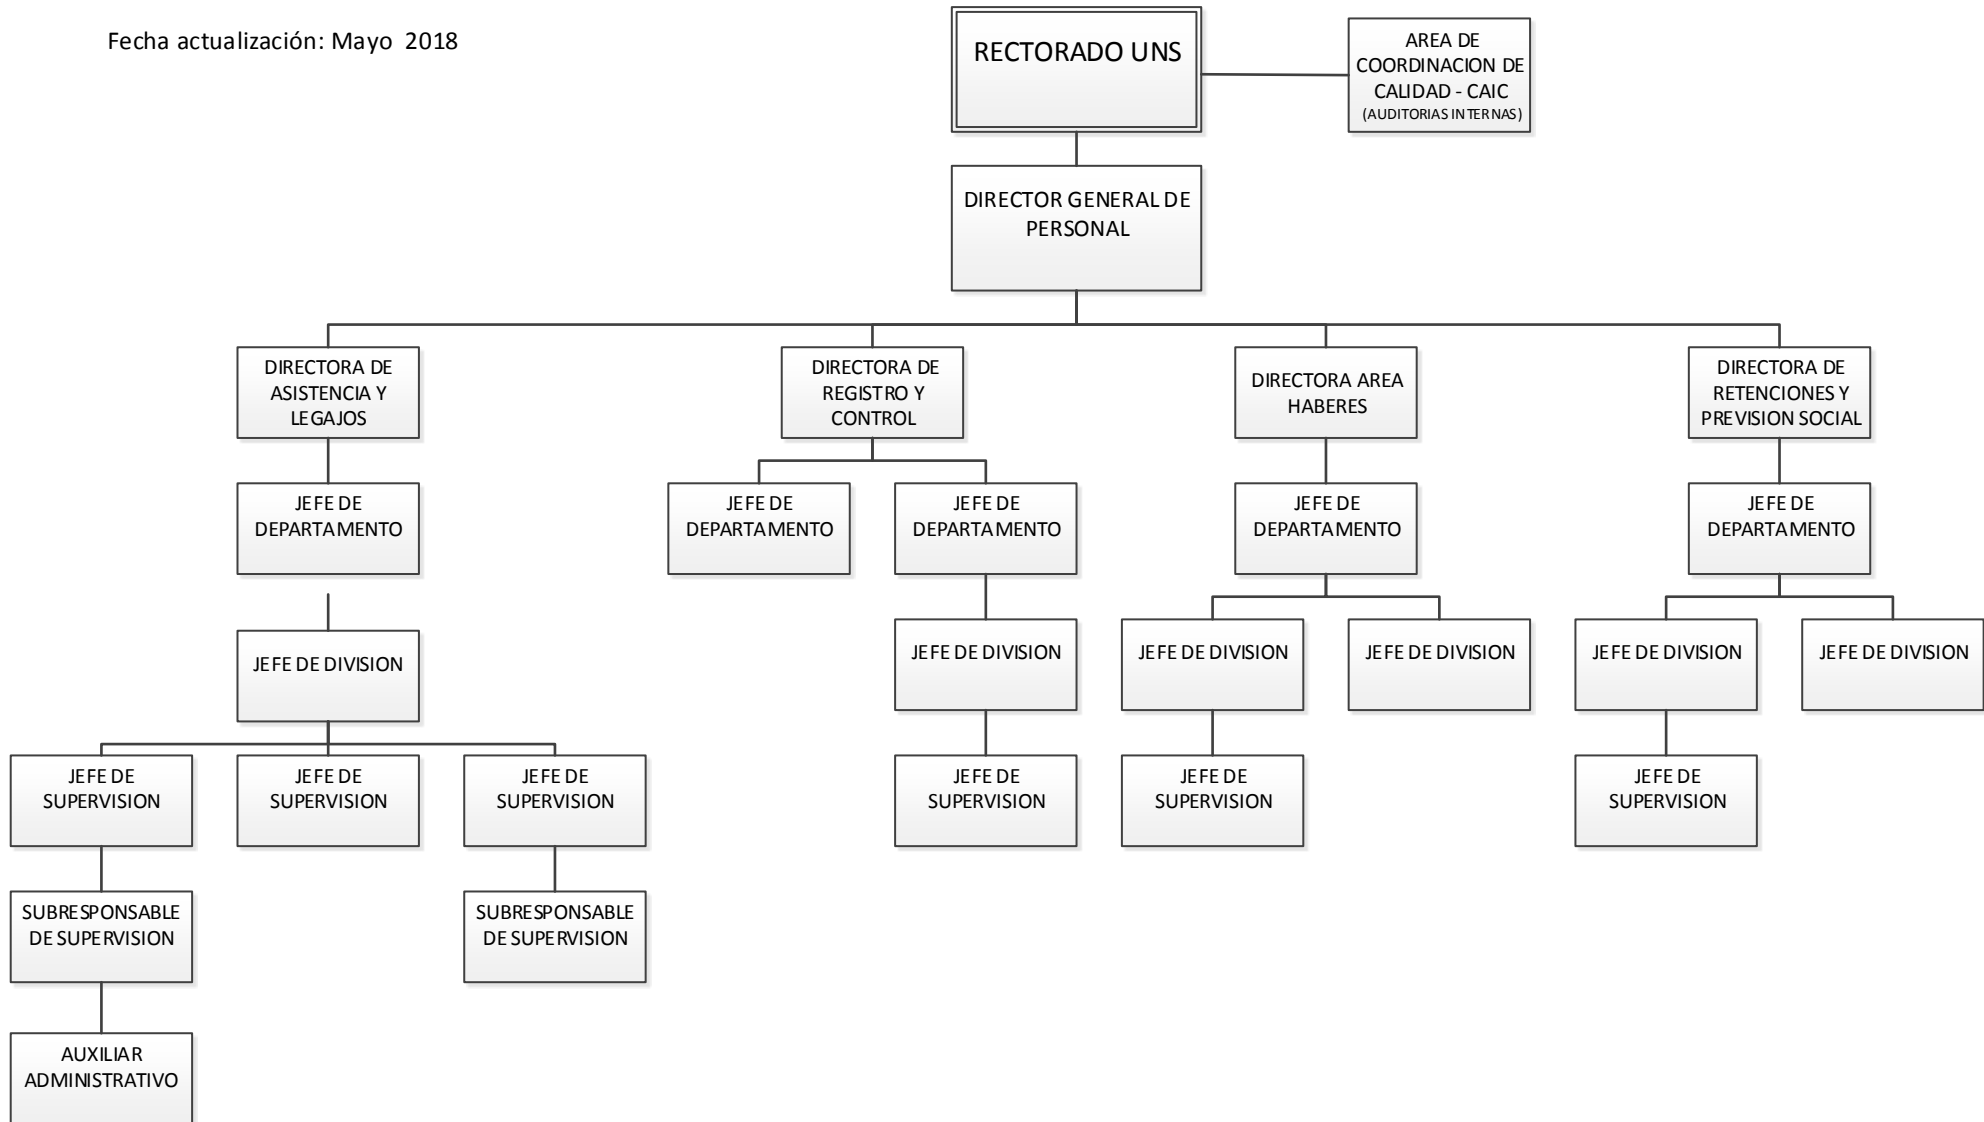 Fecha actualización: Mayo 2018
RECTORADO UNS
AREA DE
COORDINACION DE
CALIDAD - CAIC
(AUDITORIAS INTERNAS)
DIRECTOR GENERAL DE
PERSONAL
DIRECTORA DE
ASISTENCIA Y
LEGAJOS
DIRECTORA DE
REGISTRO Y
CONTROL
DIRECTORA AREA
HABERES
DIRECTORA DE
RETENCIONES Y
PREVISION SOCIAL
JEFE DE
DEPARTAMENTO
JEFE DE
DEPARTAMENTO
JEFE DE
DEPARTAMENTO
JEFE DE
DEPARTAMENTO
JEFE DE
DEPARTAMENTO
JEFE DE DIVISION
JEFE DE DIVISION
JEFE DE DIVISION
JEFE DE DIVISION
JEFE DE DIVISION
JEFE DE DIVISION
JEFE DE
SUPERVISION
JEFE DE
SUPERVISION
JEFE DE
SUPERVISION
JEFE DE
SUPERVISION
JEFE DE
SUPERVISION
JEFE DE
SUPERVISION
SUBRESPONSABLE
DE SUPERVISION
SUBRESPONSABLE
DE SUPERVISION
AUXILIAR
ADMINISTRATIVO